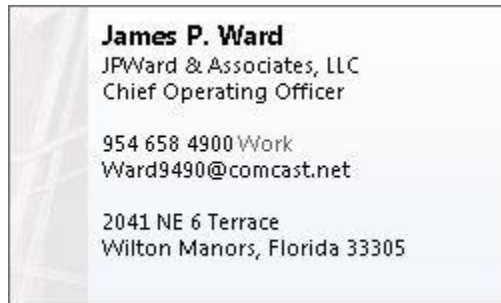 James P. Ward
JPWard & Associates, LLC
Chief Operating Officer
954 658 4900 Work
Ward9490@comcast.net
2041 NE 6 Terrace
Wilton Manors, Florida 33305